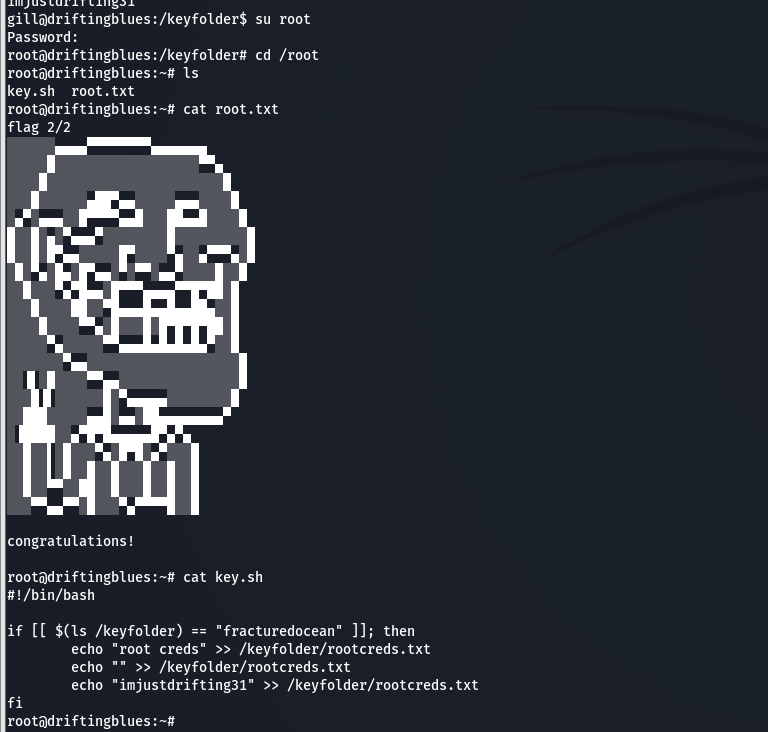 imjustdrifting31
gill@driftingblues:/keyfolder$ su root
Password:
root@driftingblues:/keyfolder# cd /root
root@driftingblues:~# ls
key.sh  root.txt
root@driftingblues:~# cat root.txt
flag 2/2
congratulations!
root@driftingblues:~# cat key.sh
#!/bin/bash
if [[ $(ls /keyfolder) == "fracturedocean" ]]; then
        echo "root creds" >> /keyfolder/rootcreds.txt
        echo "" >> /keyfolder/rootcreds.txt
        echo "imjustdrifting31" >> /keyfolder/rootcreds.txt
fi
root@driftingblues:~#